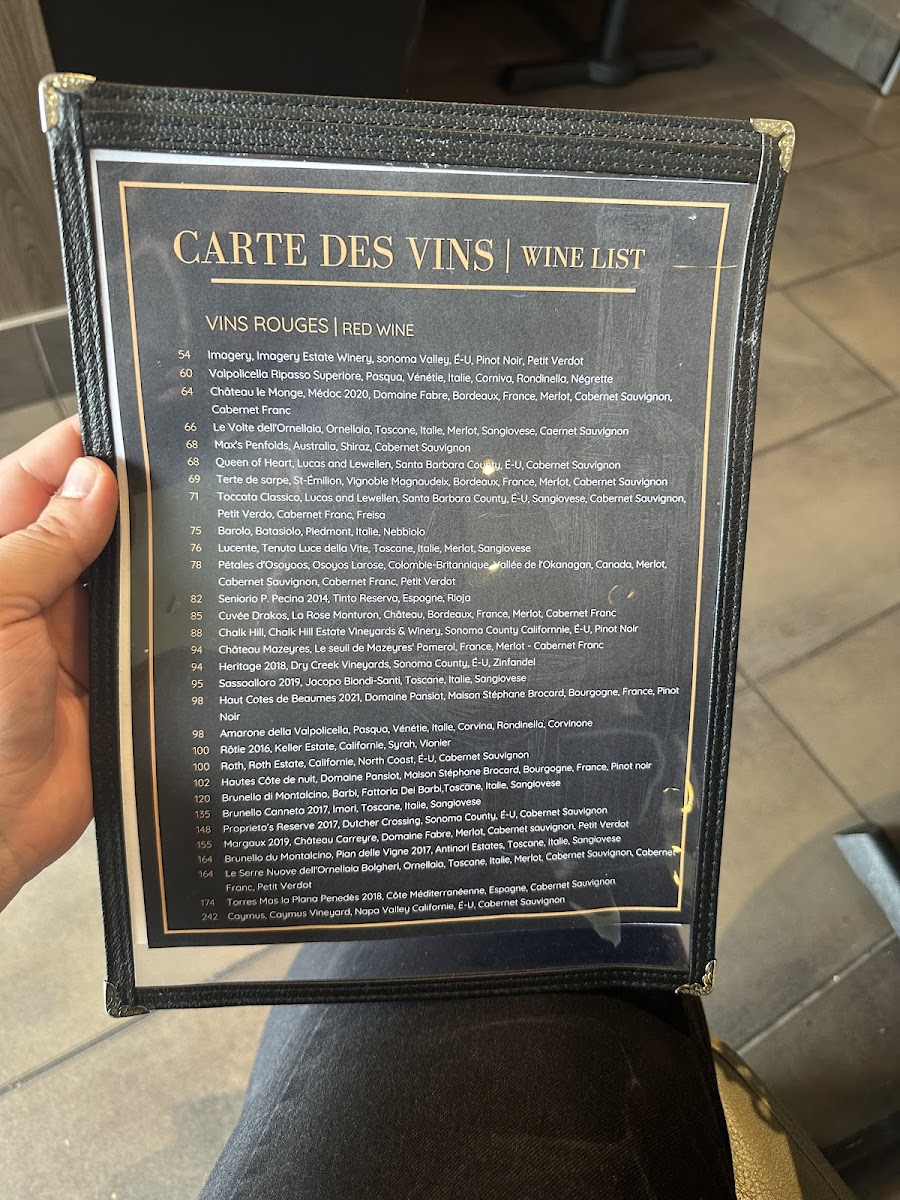 CARTE DES VINS | WINE LIST
VINS ROUGES | RED WINE
54 Imagery, Imagery Estate Winery, sonoma Valley, É-U, Pinot Noir, Petit Verdot
60 Valpolicella Ripasso Superiore, Pasqua, Vénétie, Italie, Corniva, Rondinella, Négrette
64 Château le Monge, Médoc 2020, Domaine Fabre, Bordeaux, France, Merlot, Cabernet Sauvignon,
Cabernet Franc
66 Le Volte dell'Ornellaia, Ornellaia, Toscane, Italie, Merlot, Sangiovese, Caernet Sauvignon
68 Max's Penfolds, Australia, Shiraz, Cabernet Sauvignon
68 Queen of Heart, Lucas and Lewellen, Santa Barbara County, É-U, Cabernet Sauvignon
69 Terte de sarpe, St-Émilion, Vignoble Magnaudeix, Bordeaux, France, Merlot, Cabernet Sauvignon
71 Toccata Classico, Lucas and Lewellen, Santa Barbara County, É-U, Sangiovese, Cabernet Sauvignon,
Petit Verdo, Cabernet Franc, Freisa
75 Barolo, Batasiolo, Piedmont, Italie, Nebbiolo
76 Lucente, Tenuta Luce della Vite, Toscane, Italie, Merlot, Sangiovese
78 Pétales d'Osoyoos, Osoyos Larose, Colombie-Britannique, Vallée de l'Okanagan, Canada, Merlot,
Cabernet Sauvignon, Cabernet Franc, Petit Verdot
82 Seniorio P. Pecina 2014, Tinto Reserva, Espagne, Rioja
85 Cuvée Drakos, La Rose Monturon, Château, Bordeaux, France, Merlot, Cabernet Franc
88 Chalk Hill, Chalk Hill Estate Vineyards & Winery, Sonoma County Califonnie, É-U, Pinot Noir
94 Château Mazeyres, Le seuil de Mazeyres' Pomerol, France, Merlot - Cabernet Franc
94 Heritage 2018, Dry Creek Vineyards, Sonoma County, É-U, Zinfandel
95 Sassoalloro 2019, Jacopo Biondi-Santi, Toscane, Italie, Sangiovese
98 Haut Cotes de Beaumes 2021, Domaine Pansiot, Maison Stéphane Brocard, Bourgogne, France, Pinot
Noir
98 Amarone della Valpolicella, Pasqua, Vénétie, Italie, Corvina, Rondinella, Corvinone
100 Rôtie 2016, Keller Estate, Californie, Syrah, Vionier
100 Roth, Roth Estate, Californie, North Coast, É-U, Cabernet Sauvignon
102 Hautes Côte de nuit, Domaine Pansiot, Maison Stéphane Brocard, Bourgogne, France, Pinot noir
120 Brunello di Montalcino, Barbi, Fattoria Dei Barbi,Toscane, Italie, Sangiovese
135 Brunello Canneta 2017, Imori, Toscane, Italie, Sangiovese
148 Proprieto's Reserve 2017, Dutcher Crossing, Sonoma County, É-U, Cabernet Sauvignon
155 Margaux 2019, Château Carreyre, Domaine Fabre, Merlot, Cabernet sauvignon, Petit Verdot
164 Brunello du Montalcino, Pian delle Vigne 2017, Antinori Estates, Toscane, Italie, Sangiovese
164 Le Serre Nuove dell'Ornellaia Bolgheri, Ornellaia, Toscane, Italie, Merlot, Cabernet Sauvignon, Cabernet
Franc, Petit Verdot
174 Torres Mas la Plana Penedès 2018, Côte Méditerranéenne, Espagne, Cabernet Sauvignon
242 Caymus, Caymus Vineyard, Napa Valley Californie, É-U, Cabernet Sauvignon